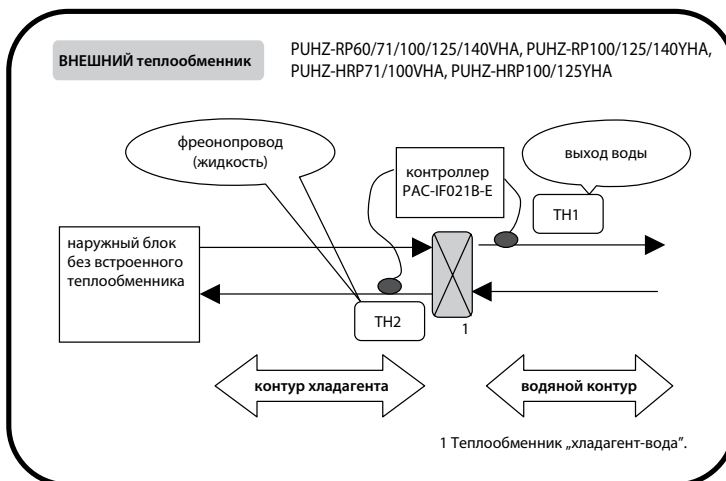 ВНЕШНИЙ теплообменник
PUHZ-RP60/71/100/125/140VHA, PUHZ-RP100/125/140YHA,
PUHZ-HRP71/100VHA, PUHZ-HRP100/125YHA
фреонопровод
(жидкость)
контроллер
PAC-IF021B-E
выход воды
TH1
наружный блок
без встроенного
теплообменника
TH2
1
контур хладагента
водяной контур
1 Теплообменник „хладагент-вода”.